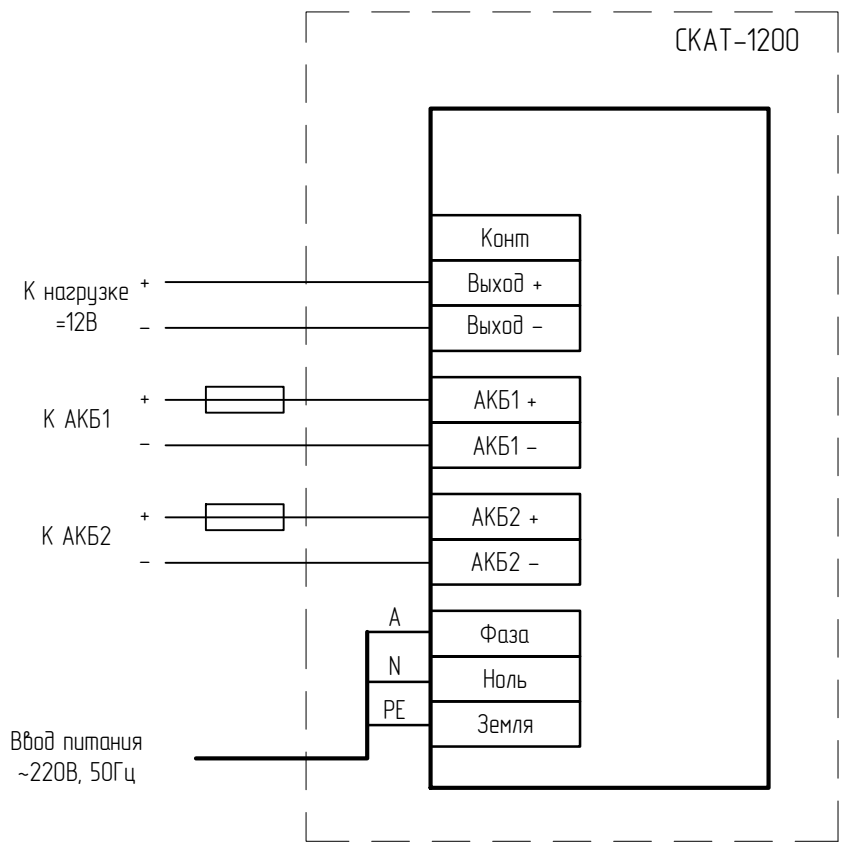 СКАТ-1200
Конт
К нагрузке
=12В
+
Выход +
–
Выход –
К АКБ1
+
АКБ1 +
–
АКБ1 –
К АКБ2
+
АКБ2 +
–
АКБ2 –
А
Фаза
N
Ноль
PE
Земля
Ввод питания
~220В, 50Гц